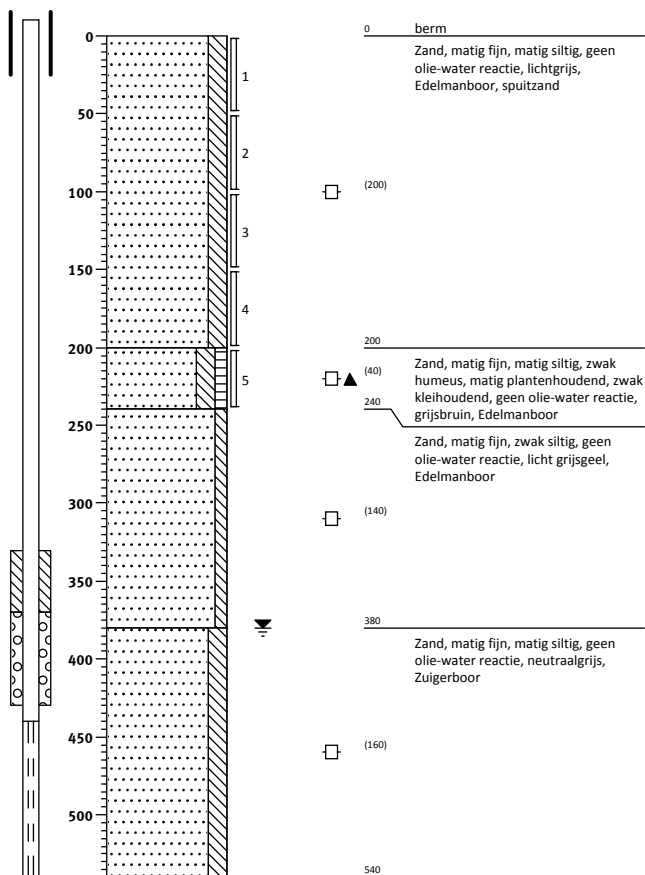 0
50
100
150
200
250
300
350
400
450
500
1
2
3
4
5
0 berm
Zand, matig fijn, matig siltig, geen
olie-water reactie, lichtgrijs,
Edelmanboor, spuitzand
(200)
200
Zand, matig fijn, matig siltig, zwak
humeus, matig plantenhoudend, zwak
kleihoudend, geen olie-water reactie,
grijsbruin, Edelmanboor
(40)
240
Zand, matig fijn, zwak siltig, geen
olie-water reactie, licht grijsgeel,
Edelmanboor
(140)
380
Zand, matig fijn, matig siltig, geen
olie-water reactie, neutraalgrijs,
Zuigerboor
(160)
540